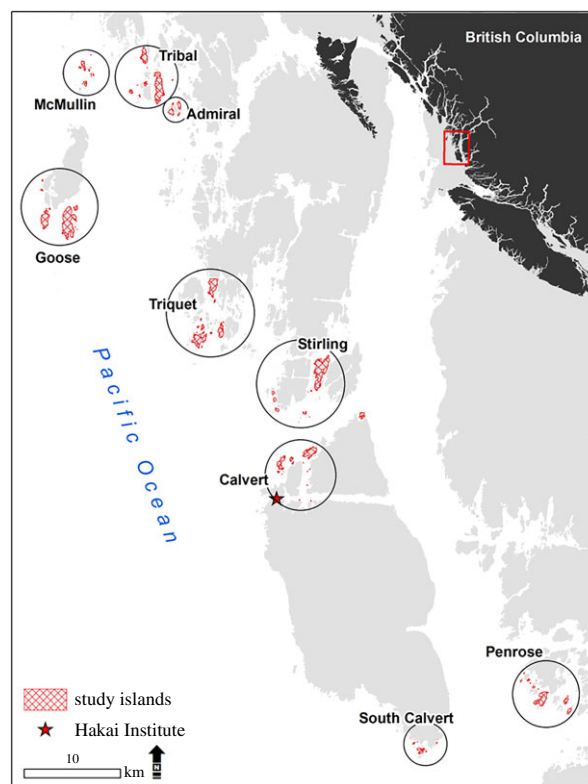 British Columbia
Tribal
McMullin
Admiral
Goose
Triquet
Stirling
Pacific Ocean
Calvert
Penrose
South Calvert
study islands
Hakai Institute
10
km
N